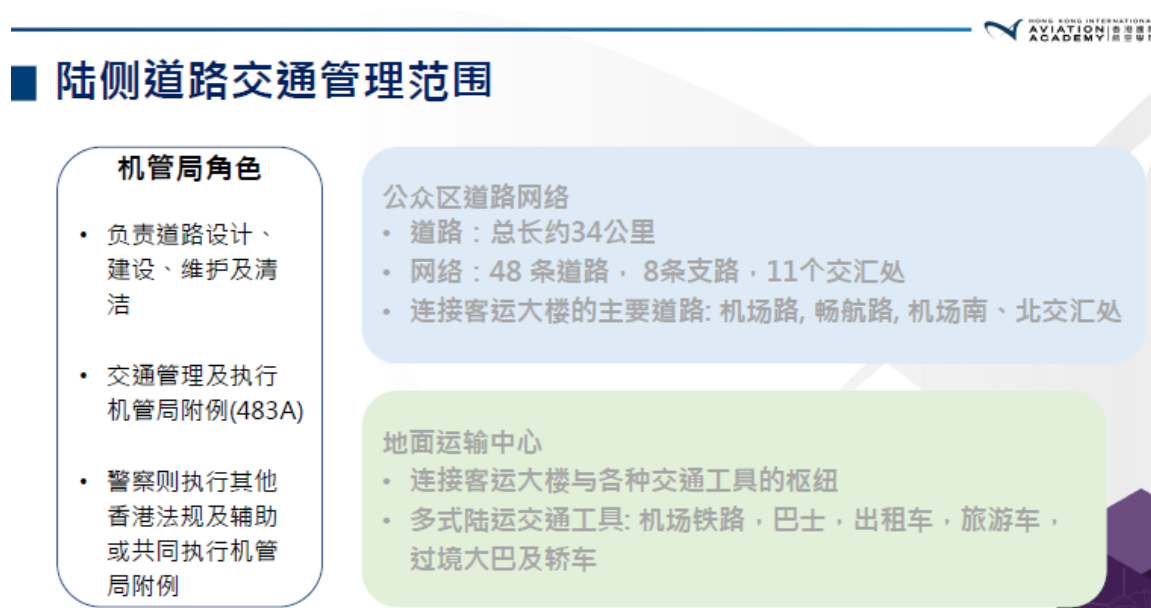 HONG KONG INTERNATIONA
AVIATION 香港國際
ACADEMY 航空學院
陆侧道路交通管理范围
机管局角色
• 负责道路设计、
建设、维护及清
洁
• 交通管理及执行
机管局附例(483A)
• 警察则执行其他
香港法规及辅助
或共同执行机管
局附例
公众区道路网络
• 道路：总长约34公里
• 网络：48 条道路， 8条支路，11个交汇处
• 连接客运大楼的主要道路: 机场路, 畅航路, 机场南、北交汇处
地面运输中心
• 连接客运大楼与各种交通工具的枢纽
• 多式陆运交通工具: 机场铁路，巴士，出租车，旅游车，
过境大巴及轿车